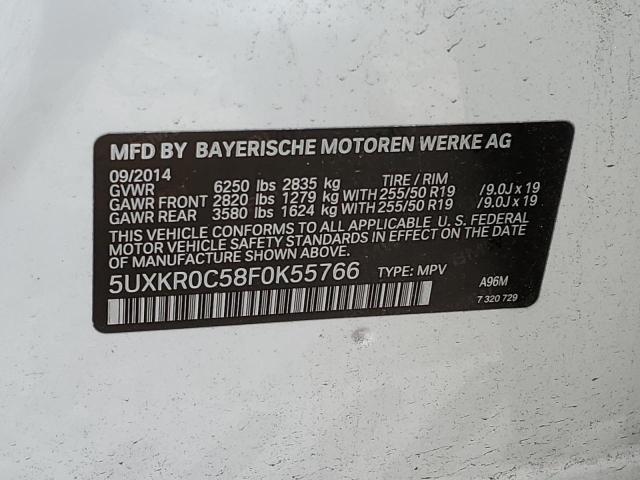 MFD BY BAYERISCHE MOTOREN WERKE AG
09/2014 TIRE / RIM
GVWR 6250 lbs 2835 kg
GAWR FRONT 2820 lbs 1279 kg WITH 255/50 R19 /9.0J x 19
GAWR REAR 3580 lbs 1624 kg WITH 255/50 R19 /9.0J x 19
THIS VEHICLE CONFORMS TO ALL APPLICABLE U. S. FEDERAL
MOTOR VEHICLE SAFETY STANDARDS IN EFFECT ON THE DATE
OF MANUFACTURE SHOWN ABOVE.
5UXKR0C58F0K55766 TYPE: MPV A96M
7 320 729